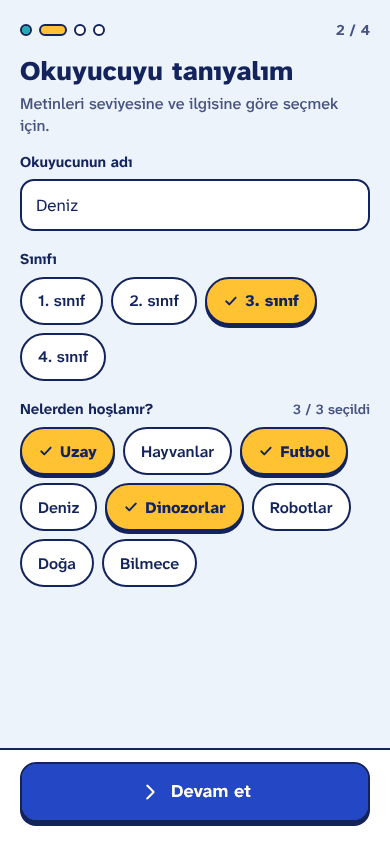 2 / 4
Okuyucuyu tanıyalım
Metinleri seviyesine ve ilgisine göre seçmek
için.
Okuyucunun adı
Deniz
Sınıfı
1. sınıf 2. sınıf 3. sınıf
4. sınıf
Nelerden hoşlanır? 3 / 3 seçildi
Uzay Hayvanlar Futbol
Deniz Dinozorlar Robotlar
Doğa Bilmece
Devam et